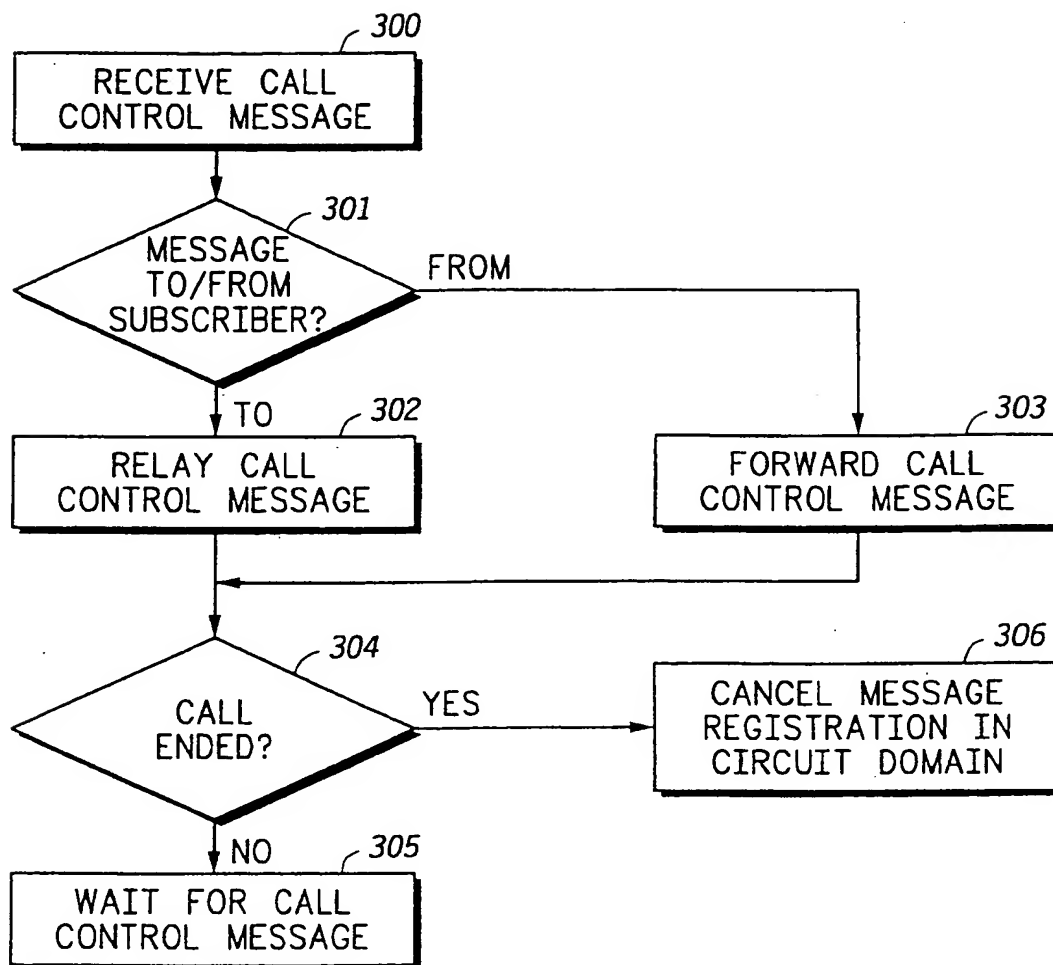 300
RECEIVE CALL
CONTROL MESSAGE
301
MESSAGE
TO/FROM
SUBSCRIBER?
FROM
TO
302
RELAY CALL
CONTROL MESSAGE
303
FORWARD CALL
CONTROL MESSAGE
304
CALL
ENDED?
YES
306
CANCEL MESSAGE
REGISTRATION IN
CIRCUIT DOMAIN
NO
305
WAIT FOR CALL
CONTROL MESSAGE